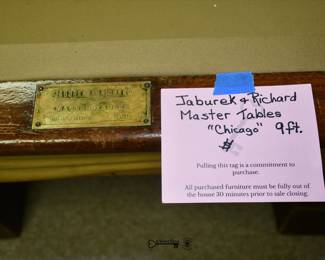 Jaburek & Richard
Master Tables
"Chicago" 9 ft.
$
Pulling this tag is a commitment to
purchase.
All purchased furniture must be fully out of
the house 30 minutes prior to sale closing.